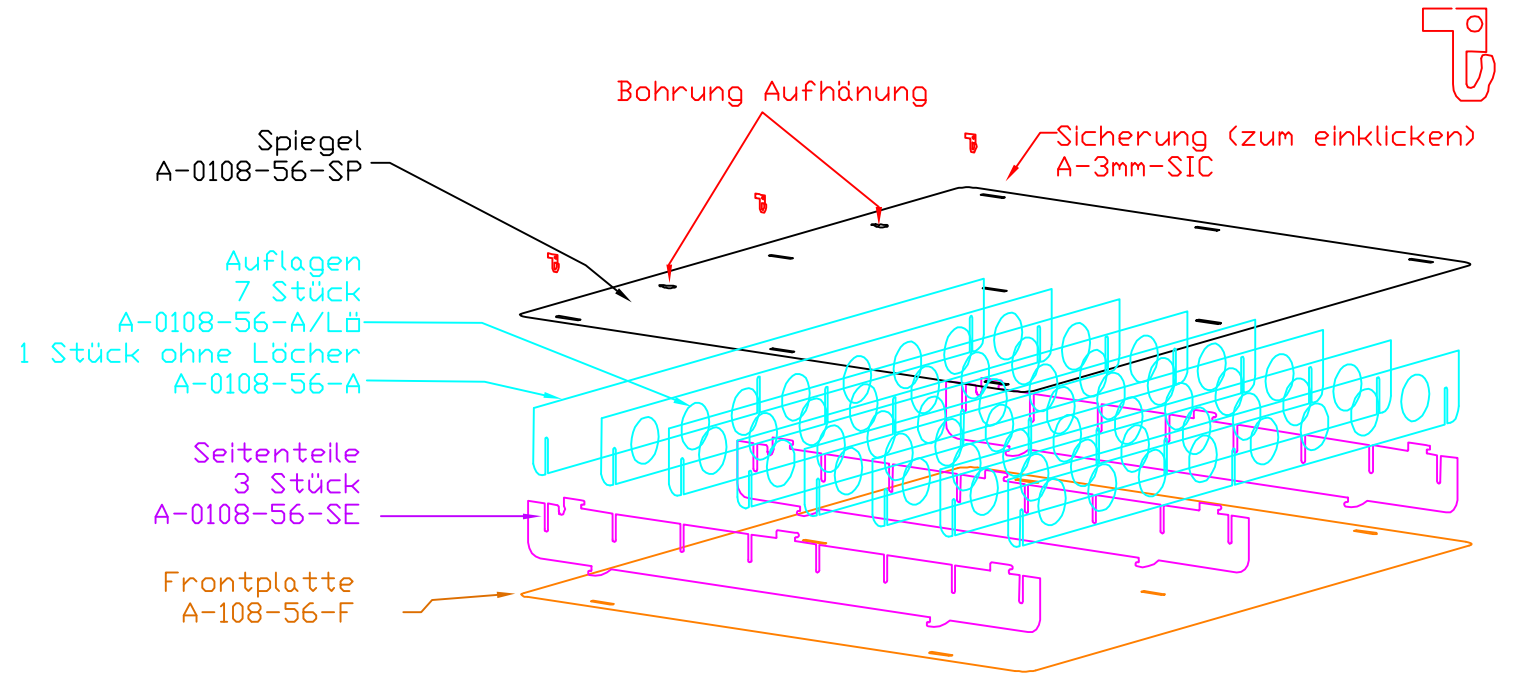 Bohrung Aufhänung
Spiegel
A-0108-56-SP
Sicherung (zum einklicken)
A-3mm-SIC
Auflagen
7 Stück
A-0108-56-A/Lö
1 Stück ohne Löcher
A-0108-56-A
Seitenteile
3 Stück
A-0108-56-SE
Frontplatte
A-108-56-F